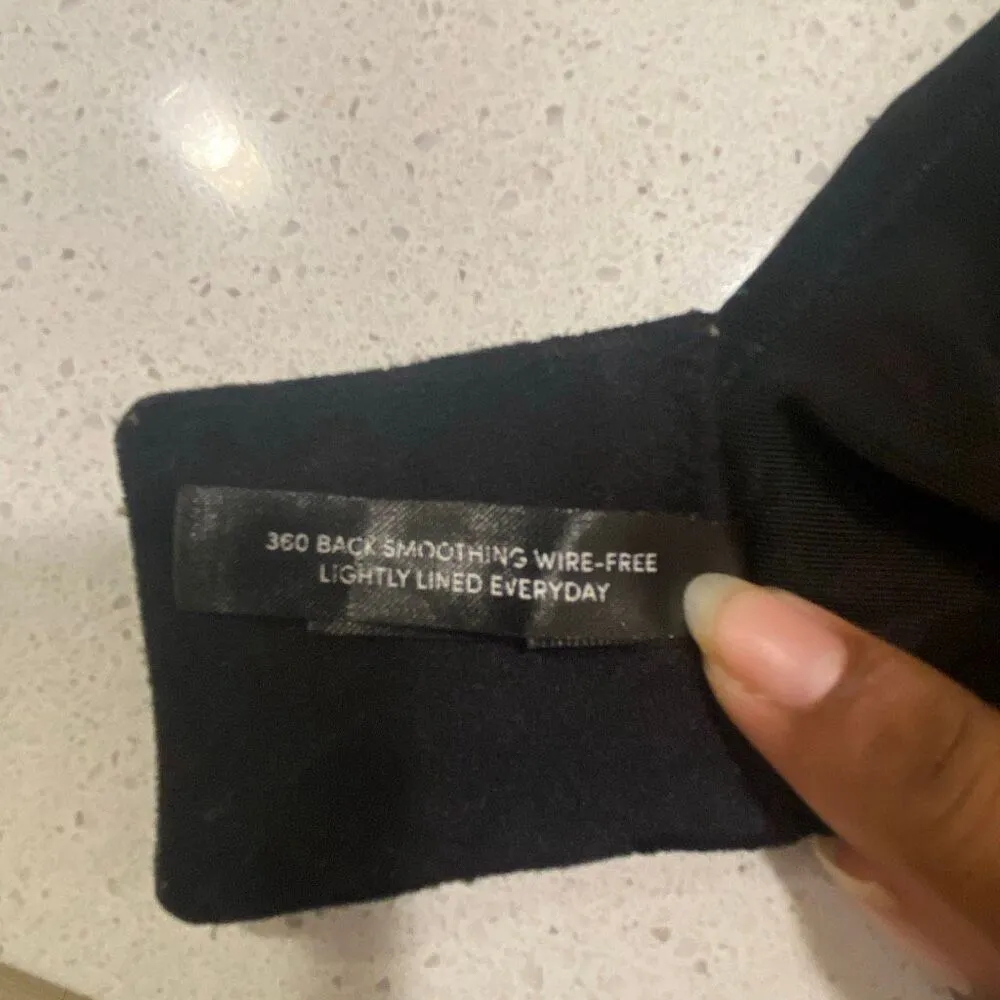 360 BACK SMOOTHING WIRE-FREE
LIGHTLY LINED EVERYDAY